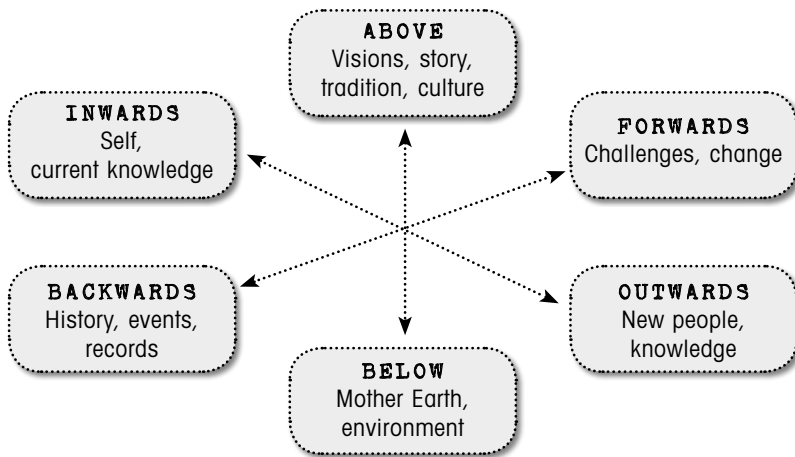 ABOVE
Visions, story,
tradition, culture
INWARDS
Self,
current knowledge
FORWARDS
Challenges, change
BACKWARDS
History, events,
records
OUTWARDS
New people,
knowledge
BELOW
Mother Earth,
environment